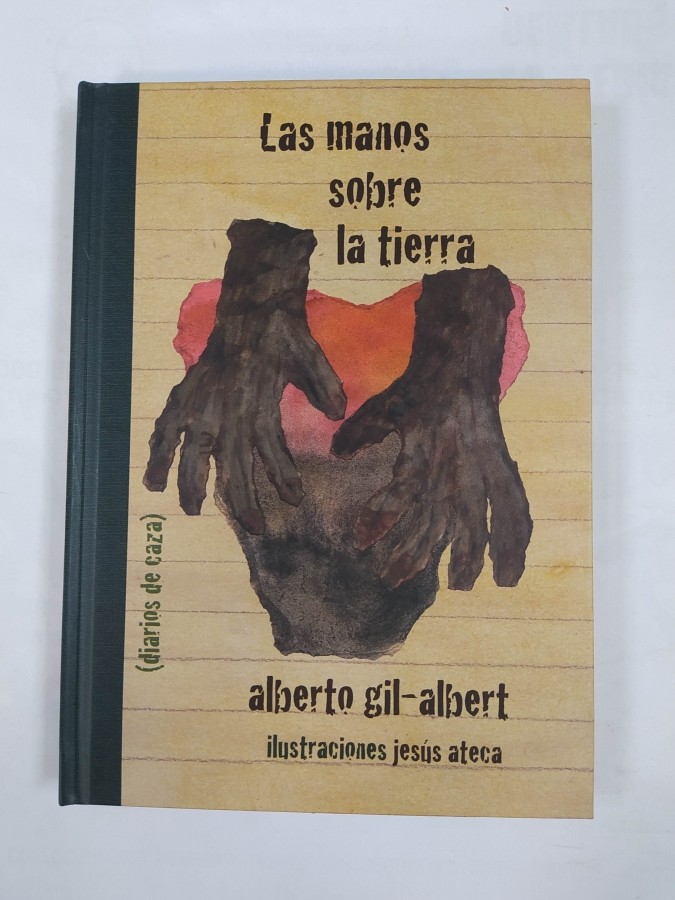 Las manos
sobre
la tierra
(diarios de caza)
alberto gil-albert
ilustraciones jesús ateca